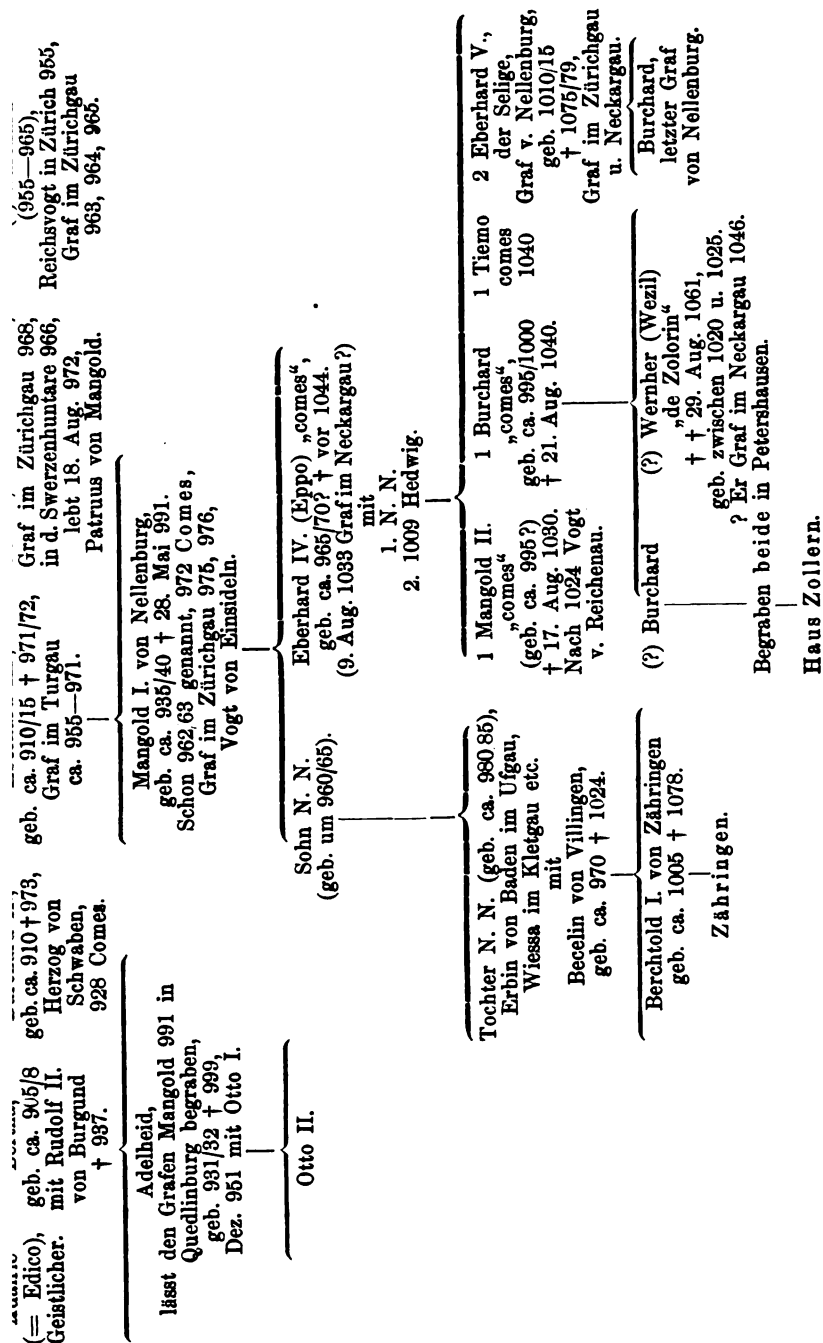 (= Edico),
Geistlicher.
geb. ca. 905/8
mit Rudolf II.
von Burgund
† 937.
geb. ca. 910 † 973,
Herzog von
Schwaben,
928 Comes.
geb. ca. 910/15 † 971/72,
Graf im Turgau
ca. 955—971.
Graf im Zürichgau 968,
in d. Swerzenhuntare 966,
lebt 18. Aug. 972,
Patruus von Mangold.
(955—965),
Reichsvogt in Zürich 955,
Graf im Zürichgau
963, 964, 965.
Adelheid,
lässt den Grafen Mangold 991 in
Quedlinburg begraben,
geb. 931/32 † 999,
Dez. 951 mit Otto I.
Otto II.
Mangold I. von Nellenburg,
geb. ca. 935/40 † 28. Mai 991.
Schon 962/63 genannt, 972 Comes,
Graf im Zürichgau 975, 976,
Vogt von Einsideln.
Sohn N. N.
(geb. um 960/65).
Eberhard IV. (Eppo) „comes“,
geb. ca. 965/70? † vor 1044.
(9. Aug. 1033 Graf im Neckargau?)
mit
1. N. N.
2. 1009 Hedwig.
Tochter N. N. (geb. ca. 980/85),
Erbin von Baden im Ufgau,
Wiessa im Kletgau etc.
mit
Becelin von Villingen,
geb. ca. 970 † 1024.
Berchtold I. von Zähringen
geb. ca. 1005 † 1078.
Zähringen.
1 Mangold II.
„comes“
(geb. ca. 995?)
† 17. Aug. 1030.
Nach 1024 Vogt
v. Reichenau.
1 Burchard
„comes“,
geb. ca. 995/1000
† 21. Aug. 1040.
1 Tiemo
comes
1040
2 Eberhard V.,
der Selige,
Graf v. Nellenburg,
geb. 1010/15
† 1075/79,
Graf im Zürichgau
u. Neckargau.
Burchard,
letzter Graf
von Nellenburg.
(?) Burchard
(?) Wernher (Wezil)
„de Zolorin“
† † 29. Aug. 1061,
geb. zwischen 1020 u. 1025.
? Er Graf im Neckargau 1046.
Begraben beide in Petershausen.
Haus Zollern.